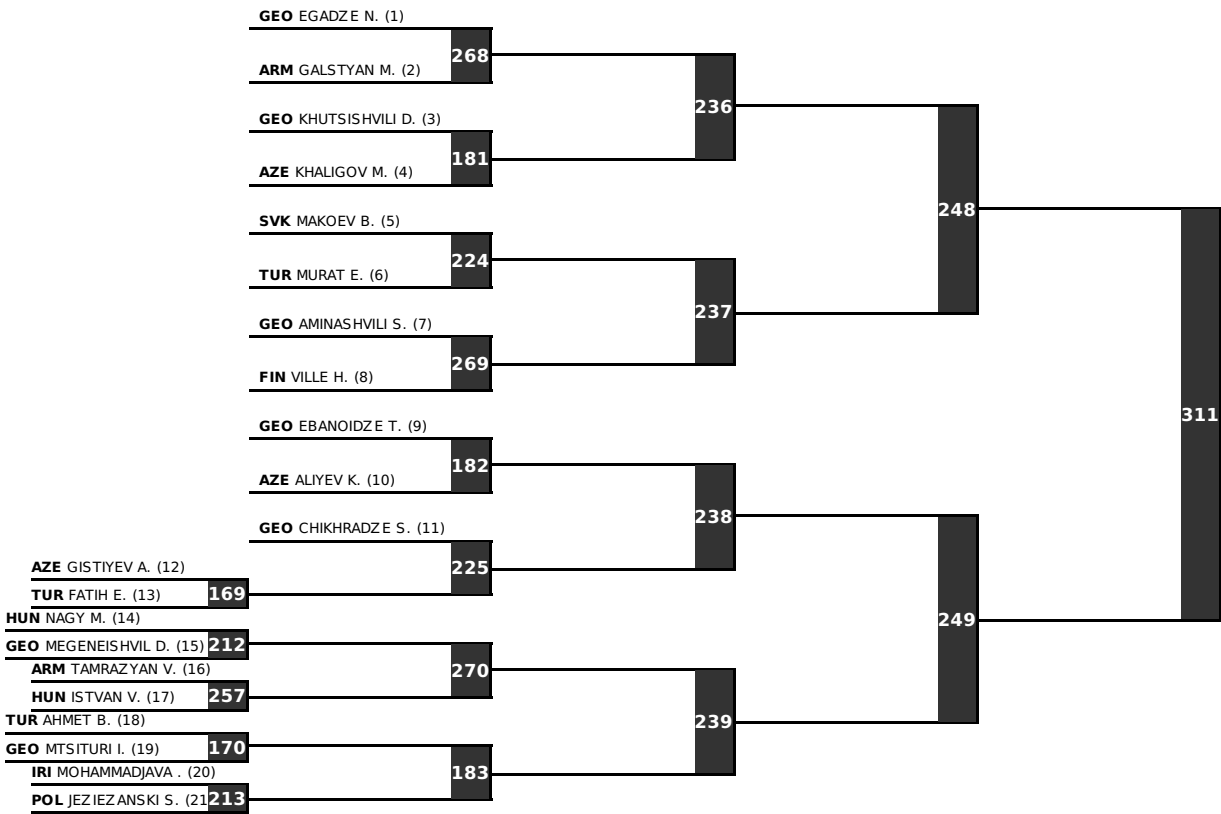 GEO EGADZE N. (1)
268
ARM GALSTYAN M. (2)
236
GEO KHUTSISHVILI D. (3)
181
AZE KHALIGOV M. (4)
248
SVK MAKOEV B. (5)
224
TUR MURAT E. (6)
237
GEO AMINASHVILI S. (7)
269
FIN VILLE H. (8)
311
GEO EBANOIDZE T. (9)
182
AZE ALIYEV K. (10)
238
GEO CHIKHRADZE S. (11)
225
AZE GISTIYEV A. (12)
TUR FATIH E. (13) 169
HUN NAGY M. (14)
249
GEO MEGENEISHVIL D. (15) 212
ARM TAMRAZYAN V. (16)
270
HUN ISTVAN V. (17) 257
TUR AHMET B. (18)
239
GEO MTSITURI I. (19) 170
IRI MOHAMMADJAVA . (20)
183
POL JEZIEZANSKI S. (21 213